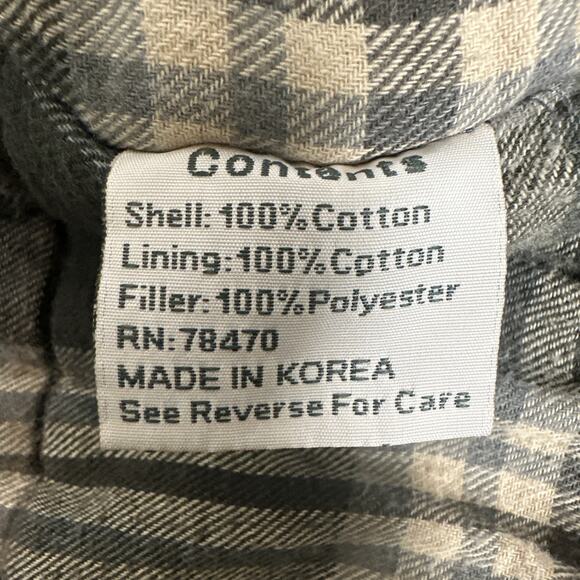 Contents
Shell: 100% Cotton
Lining: 100% Cotton
Filler: 100% Polyester
RN: 78470
MADE IN KOREA
See Reverse For Care